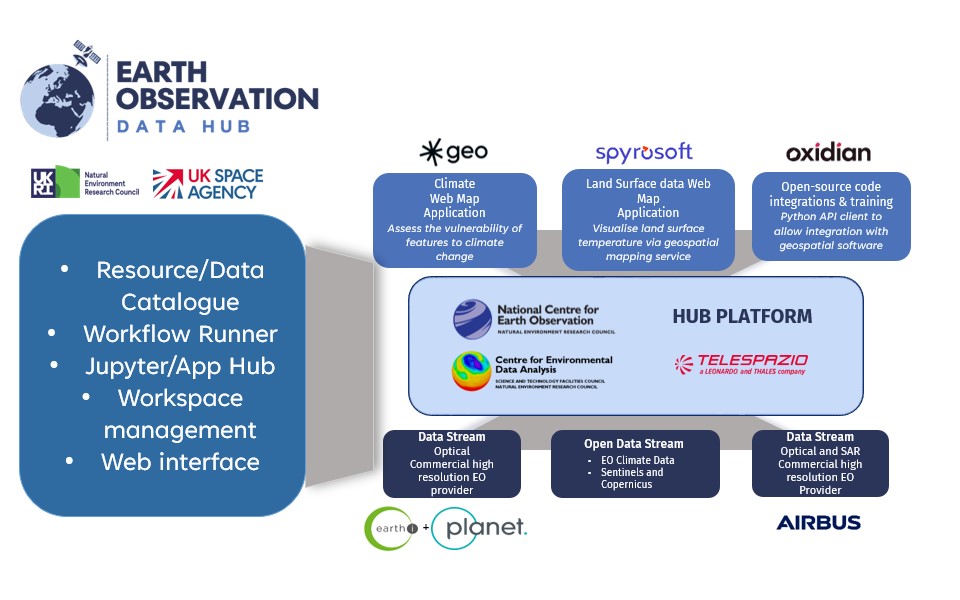 EARTH
OBSERVATION
DATA HUB
UK
RI
Natural
Environment
Research Council
UK SPACE
AGENCY
• Resource/Data
Catalogue
• Workflow Runner
• Jupyter/App Hub
• Workspace
management
• Web interface
geo
Climate
Web Map
Application
Assess the vulnerability of
features to climate
change
spyrosoft
Land Surface data Web
Map
Application
Visualise land surface
temperature via geospatial
mapping service
oxidian
Open-source code
integrations & training
Python API client to
allow integration with
geospatial software
National Centre for
Earth Observation
NATURAL ENVIRONMENT RESEARCH COUNCIL
Centre for Environmental
Data Analysis
SCIENCE AND TECHNOLOGY FACILITIES COUNCIL
NATURAL ENVIRONMENT RESEARCH COUNCIL
HUB PLATFORM
TELESPAZIO
a LEONARDO and THALES company
Data Stream
Optical
Commercial high
resolution EO
provider
earth i + planet.
Open Data Stream
• EO Climate Data
• Sentinels and
Copernicus
Data Stream
Optical and SAR
Commercial high
resolution EO
Provider
AIRBUS